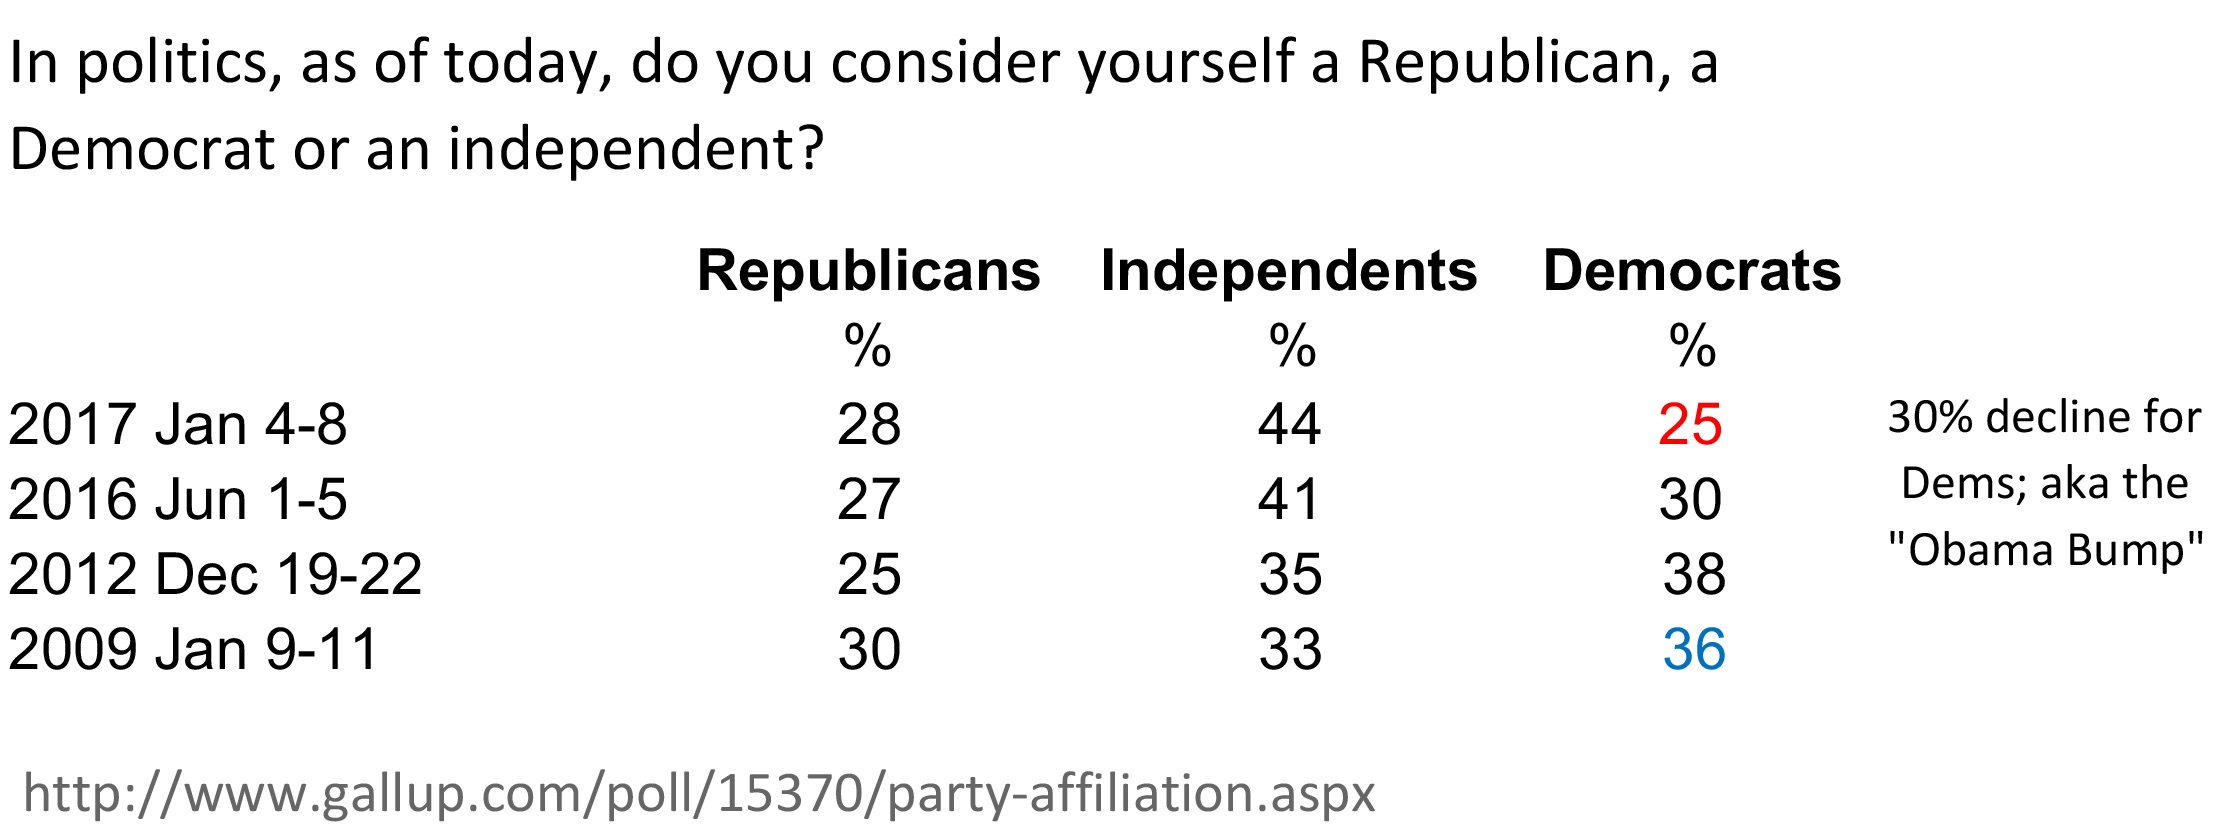 In politics, as of today, do you consider yourself a Republican, a
Democrat or an independent?
Republicans Independents Democrats
% % %
2017 Jan 4-8 28 44 25
2016 Jun 1-5 27 41 30
2012 Dec 19-22 25 35 38
2009 Jan 9-11 30 33 36
30% decline for
Dems; aka the
"Obama Bump"
http://www.gallup.com/poll/15370/party-affiliation.aspx